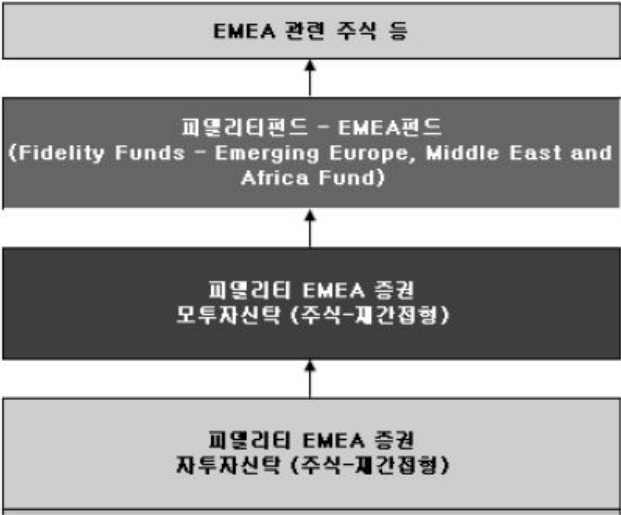 EMEA 관련 주식 등
피델리티펀드 - EMEA펀드
(Fidelity Funds - Emerging Europe, Middle East and
Africa Fund)
피델리티 EMEA 증권
모투자신탁 (주식-재간접형)
피델리티 EMEA 증권
자투자신탁 (주식-재간접형)